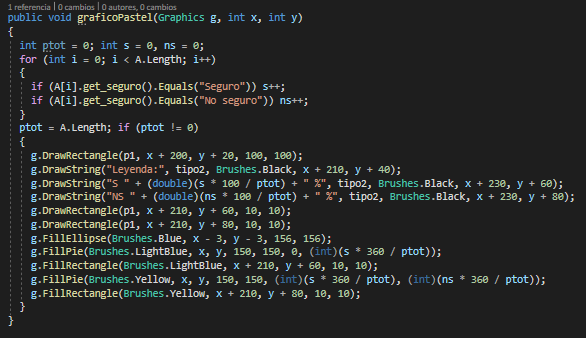 1 referencia | 0 cambios | 0 autores, 0 cambios
public void graficoPastel(Graphics g, int x, int y)
{
int ptot = 0; int s = 0, ns = 0;
for (int i = 0; i < A.Length; i++)
{
if (A[i].get_seguro().Equals("Seguro")) s++;
if (A[i].get_seguro().Equals("No seguro")) ns++;
}
ptot = A.Length; if (ptot != 0)
{
g.DrawRectangle(p1, x + 200, y + 20, 100, 100);
g.DrawString("Leyenda:", tipo2, Brushes.Black, x + 210, y + 40);
g.DrawString("S " + (double)(s * 100 / ptot) + " %", tipo2, Brushes.Black, x + 230, y + 60);
g.DrawString("NS " + (double)(ns * 100 / ptot) + " %", tipo2, Brushes.Black, x + 230, y + 80);
g.DrawRectangle(p1, x + 210, y + 60, 10, 10);
g.DrawRectangle(p1, x + 210, y + 80, 10, 10);
g.FillEllipse(Brushes.Blue, x - 3, y - 3, 156, 156);
g.FillPie(Brushes.LightBlue, x, y, 150, 150, 0, (int)(s * 360 / ptot));
g.FillRectangle(Brushes.LightBlue, x + 210, y + 60, 10, 10);
g.FillPie(Brushes.Yellow, x, y, 150, 150, (int)(s * 360 / ptot), (int)(ns * 360 / ptot));
g.FillRectangle(Brushes.Yellow, x + 210, y + 80, 10, 10);
}
}